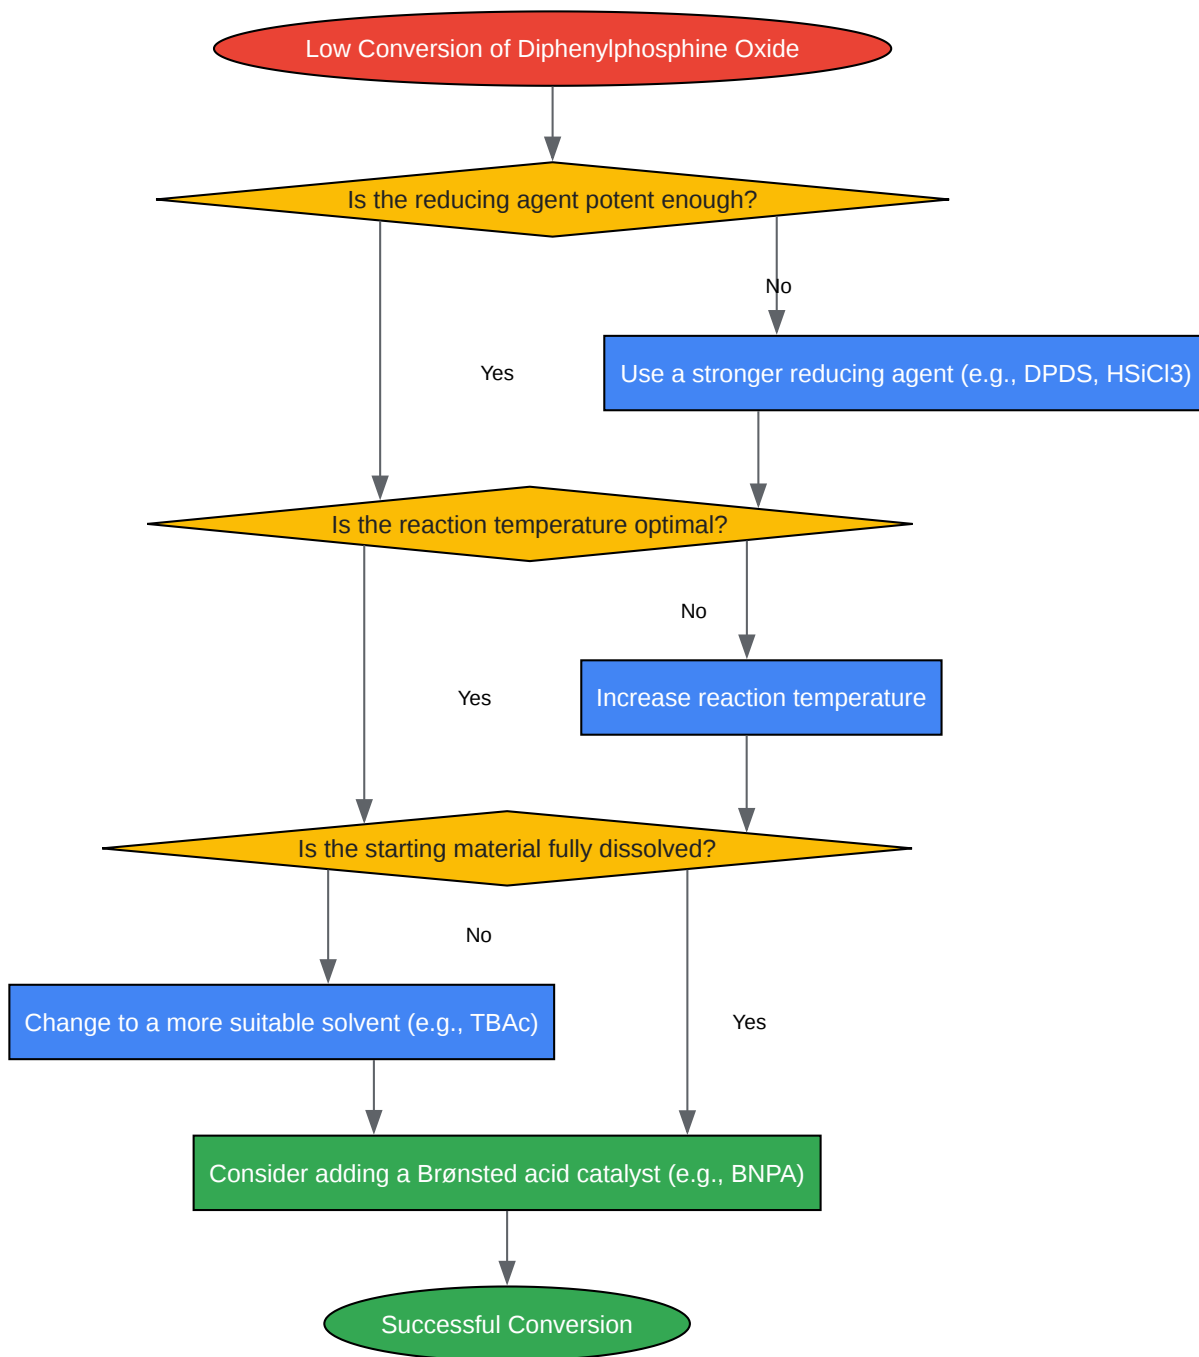 Low Conversion of Diphenylphosphine Oxide
Is the reducing agent potent enough?
No
Yes
Use a stronger reducing agent (e.g., DPDS, HSiCl3)
Is the reaction temperature optimal?
No
Yes
Increase reaction temperature
Is the starting material fully dissolved?
No
Change to a more suitable solvent (e.g., TBAc)
Yes
Consider adding a Brønsted acid catalyst (e.g., BNPA)
Successful Conversion